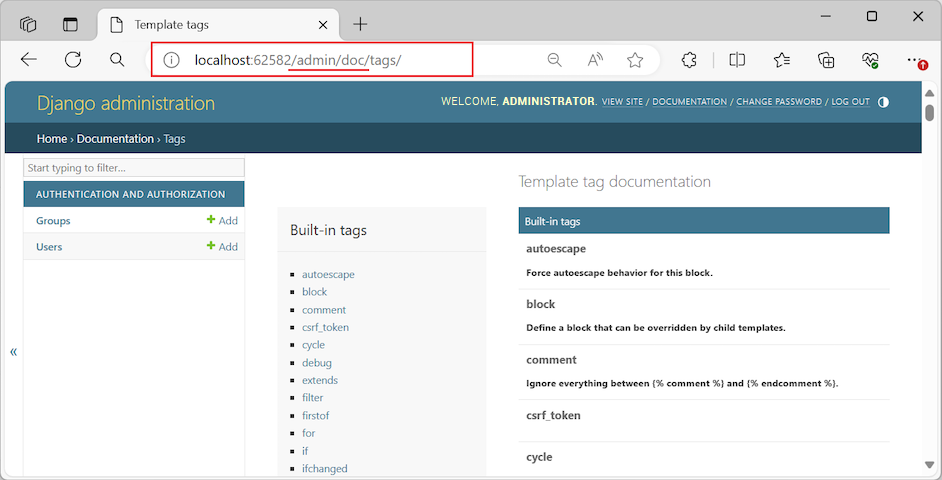 Template tags
localhost:62582/admin/doc/tags/
Django administration
WELCOME, ADMINISTRATOR. VIEW SITE / DOCUMENTATION / CHANGE PASSWORD / LOG OUT
Home › Documentation › Tags
Start typing to filter...
AUTHENTICATION AND AUTHORIZATION
Groups + Add
Users + Add
«
Built-in tags
autoescape
block
comment
csrf_token
cycle
debug
extends
filter
firstof
for
if
ifchanged
Template tag documentation
Built-in tags
autoescape
Force autoescape behavior for this block.
block
Define a block that can be overridden by child templates.
comment
Ignore everything between {% comment %} and {% endcomment %}.
csrf_token
cycle